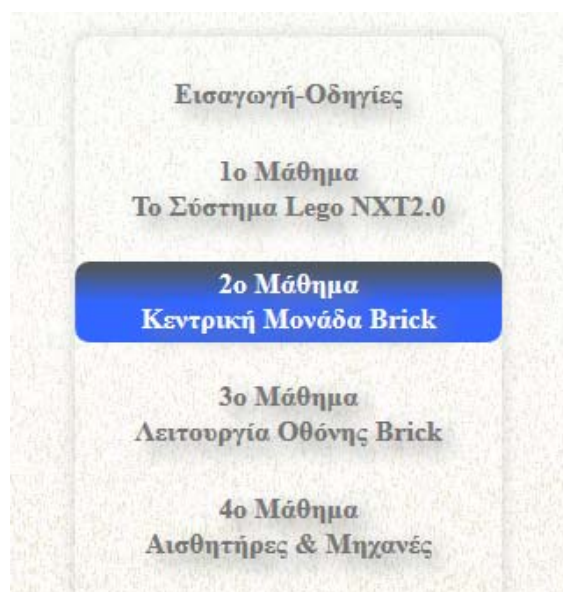 Εισαγωγή-Οδηγίες
1ο Μάθημα
Το Σύστημα Lego NXT2.0
2ο Μάθημα
Κεντρική Μονάδα Brick
3ο Μάθημα
Λειτουργία Οθόνης Brick
4ο Μάθημα
Αισθητήρες & Μηχανές